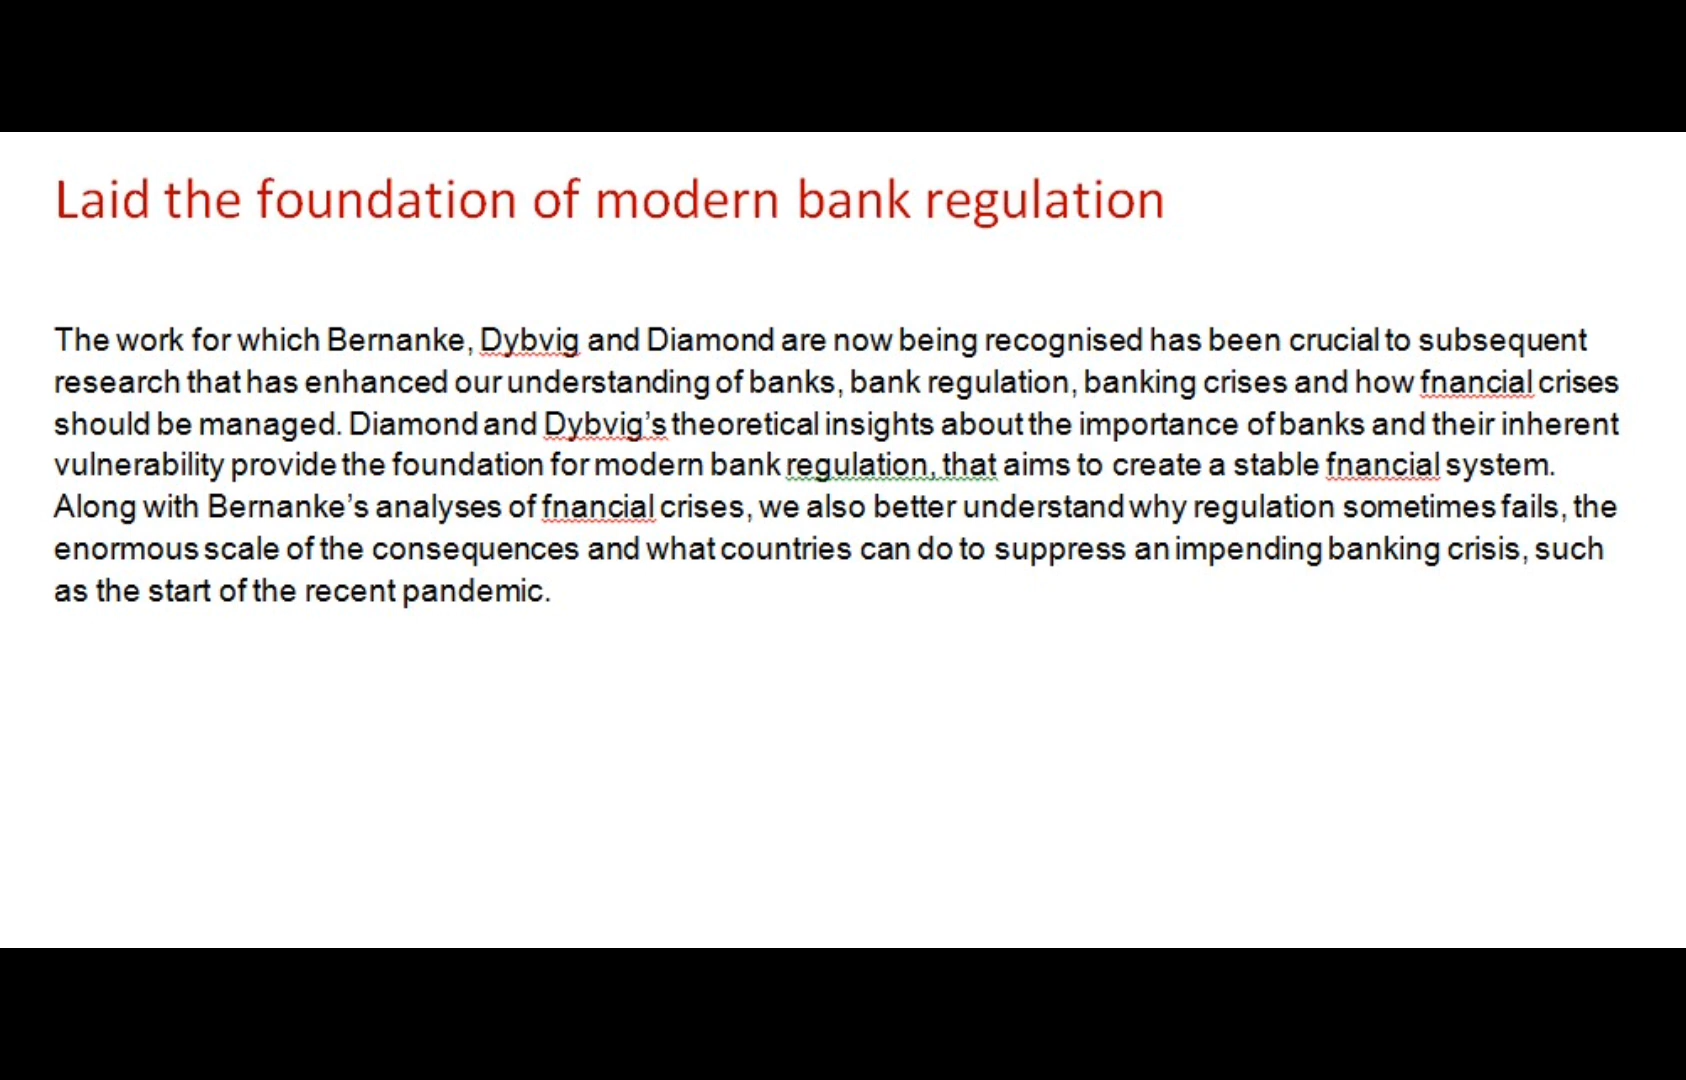 Laid the foundation of modern bank regulation
The work for which Bernanke, Dybvig and Diamond are now being recognised has been crucial to subsequent
research that has enhanced our understanding of banks, bank regulation, banking crises and how fnancial crises
should be managed. Diamond and Dybvig’s theoretical insights about the importance of banks and their inherent
vulnerability provide the foundation for modern bank regulation, that aims to create a stable fnancial system.
Along with Bernanke’s analyses of fnancial crises, we also better understand why regulation sometimes fails, the
enormous scale of the consequences and what countries can do to suppress an impending banking crisis, such
as the start of the recent pandemic.